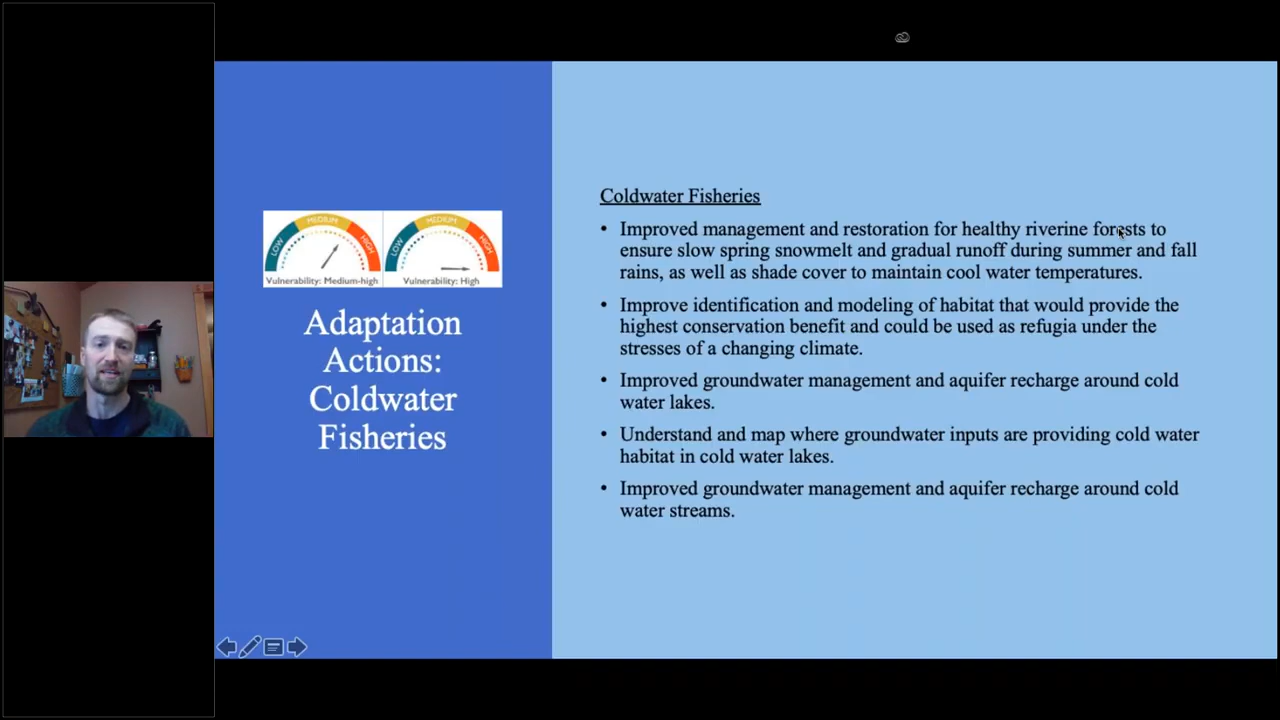 LOW MEDIUM HIGH
Vulnerability: Medium-high
LOW MEDIUM HIGH
Vulnerability: High
Adaptation
Actions:
Coldwater
Fisheries
Coldwater Fisheries
• Improved management and restoration for healthy riverine forests to
ensure slow spring snowmelt and gradual runoff during summer and fall
rains, as well as shade cover to maintain cool water temperatures.
• Improve identification and modeling of habitat that would provide the
highest conservation benefit and could be used as refugia under the
stresses of a changing climate.
• Improved groundwater management and aquifer recharge around cold
water lakes.
• Understand and map where groundwater inputs are providing cold water
habitat in cold water lakes.
• Improved groundwater management and aquifer recharge around cold
water streams.